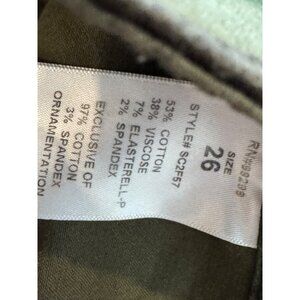 SIZE
26
STYLE# SC2F57
53% COTTON
38% VISCOSE
7% ELASTERELL-P
2% SPANDEX
EXCLUSIVE OF
97% COTTON
3% SPANDEX
ORNAMENTATION